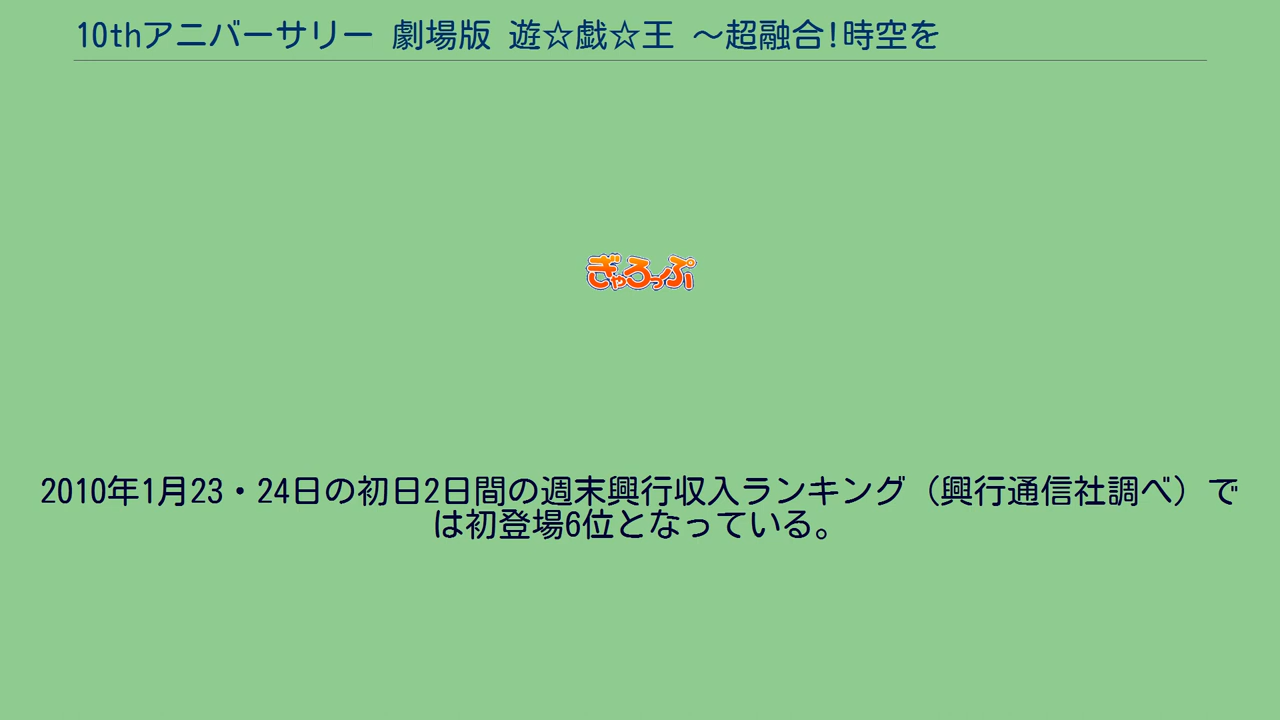 10thアニバーサリー 劇場版 遊☆戯☆王 ～超融合!時空を
ぎゃろっぷ
2010年1月23・24日の初日2日間の週末興行収入ランキング（興行通信社調べ）で
は初登場6位となっている。